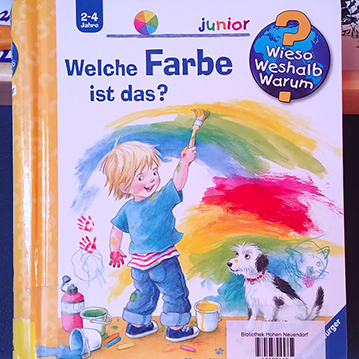 2-4
Jahre
junior
Wieso
Weshalb
Warum
?
Welche Farbe
ist das?
Bibliothek Hohen Neuendorf